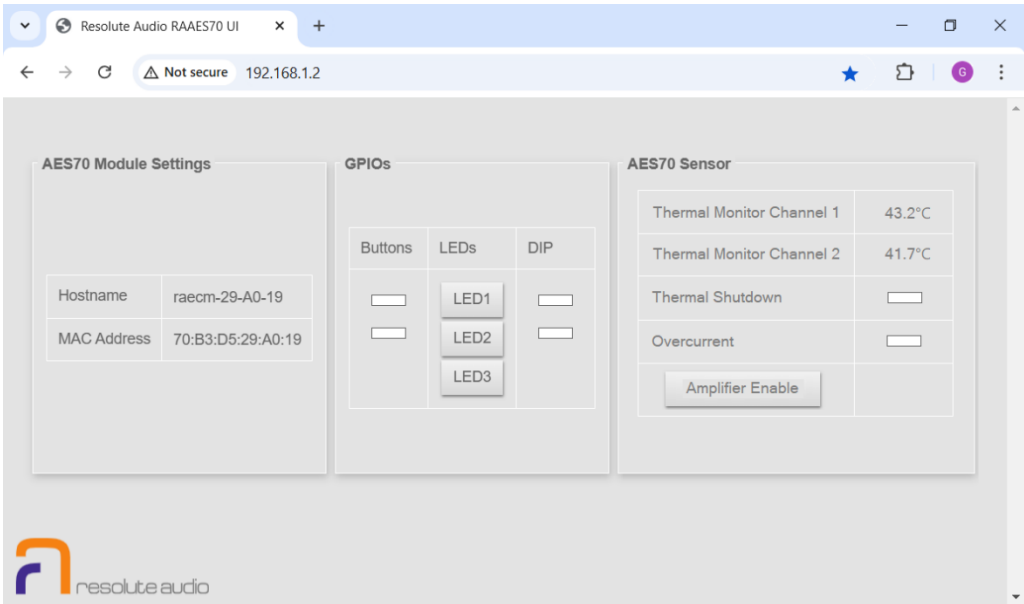 Resolute Audio RAAES70 UI
Not secure 192.168.1.2
G
AES70 Module Settings
Hostname raecm-29-A0-19
MAC Address 70:B3:D5:29:A0:19
GPIOs
Buttons LEDs DIP
LED1
LED2
LED3
AES70 Sensor
Thermal Monitor Channel 1 43.2°C
Thermal Monitor Channel 2 41.7°C
Thermal Shutdown
Overcurrent
Amplifier Enable
resolute audio